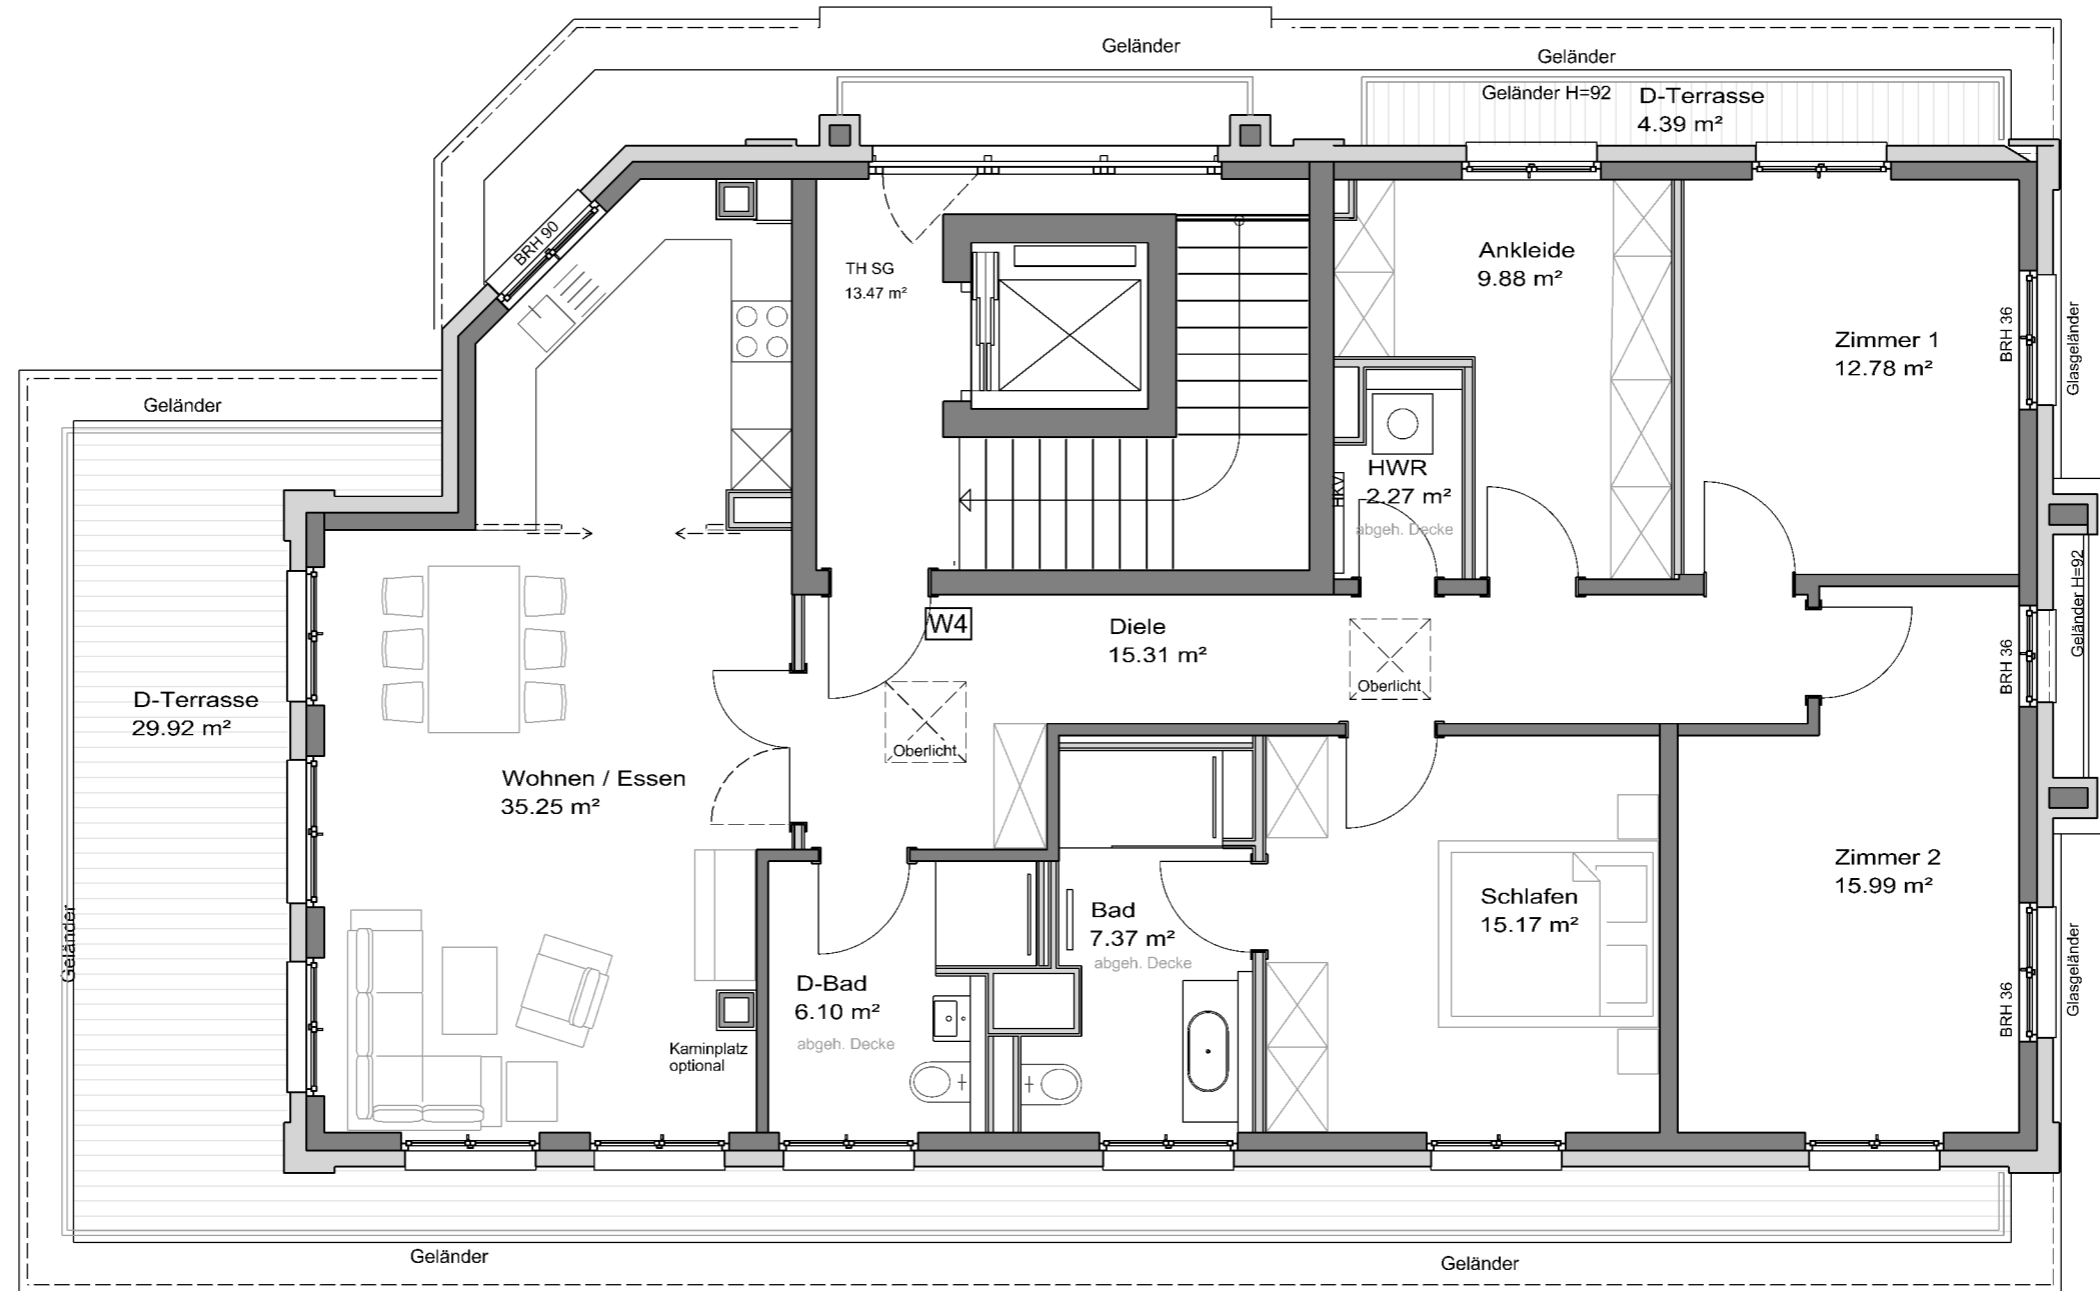 Geländer
Geländer
Geländer H=92
D-Terrasse
4.39 m²
BRH 90
TH SG
13.47 m²
Ankleide
9.88 m²
Zimmer 1
12.78 m²
BRH 36
Glasgeländer
Geländer
HWR
2.27 m²
abgeh. Decke
HKV
W4
Diele
15.31 m²
Oberlicht
Oberlicht
Geländer H=92
BRH 36
D-Terrasse
29.92 m²
Wohnen / Essen
35.25 m²
Geländer
Zimmer 2
15.99 m²
Schlafen
15.17 m²
Bad
7.37 m²
abgeh. Decke
D-Bad
6.10 m²
abgeh. Decke
Kaminplatz
optional
BRH 36
Glasgeländer
Geländer
Geländer